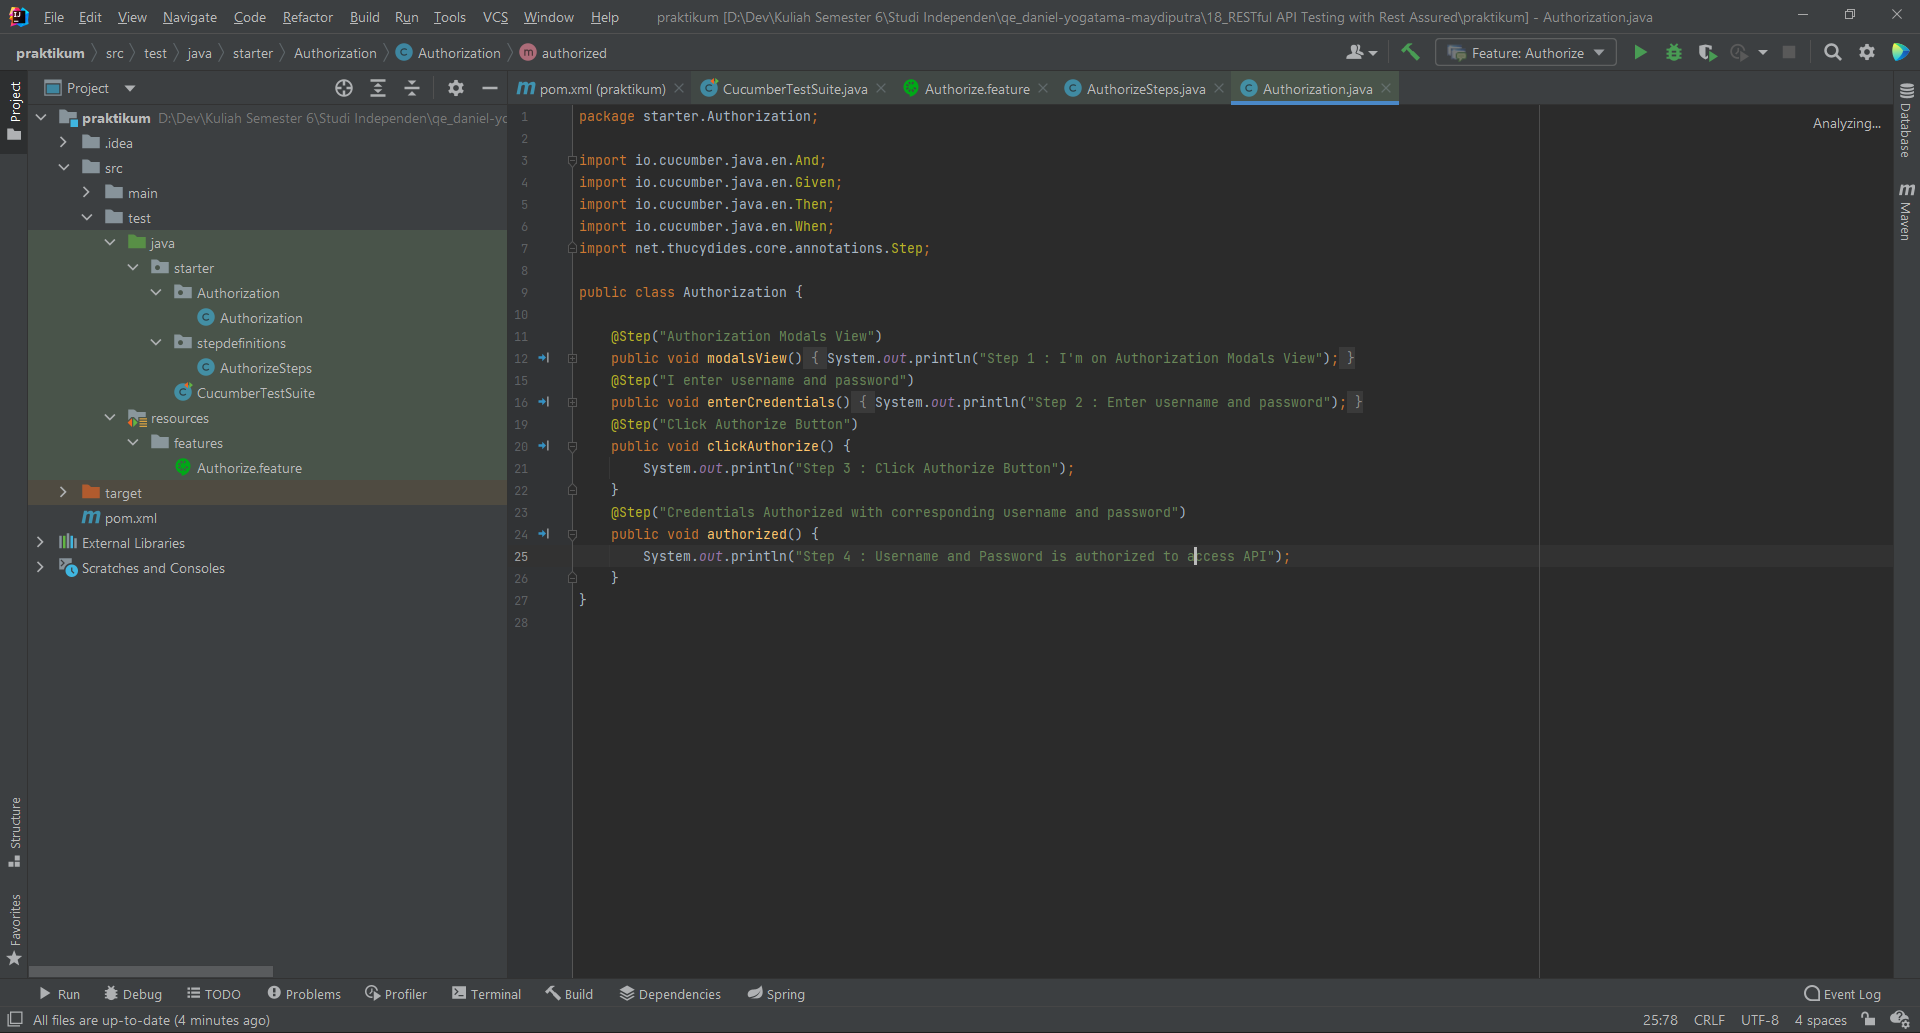 File Edit View Navigate Code Refactor Build Run Tools VCS Window Help praktikum [D:\Dev\Kuliah Semester 6\Studi Independen\qe_daniel-yogatama-maydiputra\18_RESTful API Testing with Rest Assured\praktikum] - Authorization.java
praktikum src test java starter Authorization Authorization authorized Feature: Authorize
Project
pom.xml (praktikum) CucumberTestSuite.java Authorize.feature AuthorizeSteps.java Authorization.java
Project
praktikum D:\Dev\Kuliah Semester 6\Studi Independen\qe_daniel-yo
.idea
src
main
test
java
starter
Authorization
Authorization
stepdefinitions
AuthorizeSteps
CucumberTestSuite
resources
features
Authorize.feature
target
pom.xml
External Libraries
Scratches and Consoles
Structure
Favorites
1 package starter.Authorization;
2
3 import io.cucumber.java.en.And;
4 import io.cucumber.java.en.Given;
5 import io.cucumber.java.en.Then;
6 import io.cucumber.java.en.When;
7 import net.thucydides.core.annotations.Step;
8
9 public class Authorization {
10
11 @Step("Authorization Modals View")
12 public void modalsView() { System.out.println("Step 1 : I'm on Authorization Modals View"); }
15 @Step("I enter username and password")
16 public void enterCredentials() { System.out.println("Step 2 : Enter username and password"); }
19 @Step("Click Authorize Button")
20 public void clickAuthorize() {
21 System.out.println("Step 3 : Click Authorize Button");
22 }
23 @Step("Credentials Authorized with corresponding username and password")
24 public void authorized() {
25 System.out.println("Step 4 : Username and Password is authorized to access API");
26 }
27 }
28
Analyzing...
Database
Maven
Run Debug TODO Problems Profiler Terminal Build Dependencies Spring Event Log
All files are up-to-date (4 minutes ago) 25:78 CRLF UTF-8 4 spaces